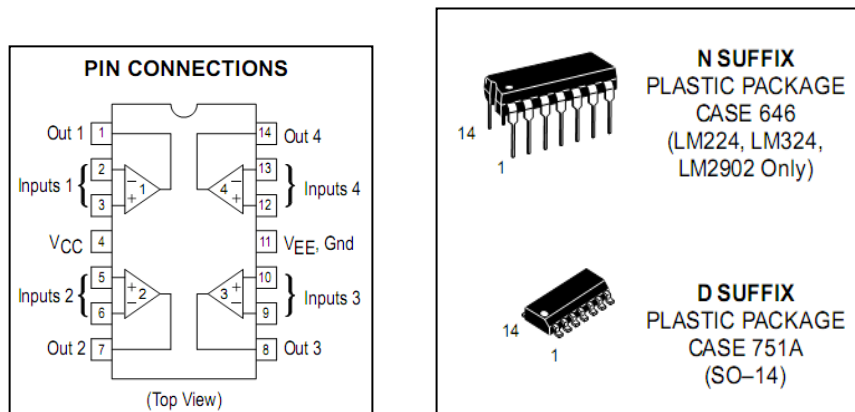 PIN CONNECTIONS
Out 1 1 14 Out 4
2 13
Inputs 1 − 1 4 − Inputs 4
3 + + 12
VCC 4 11 VEE, Gnd
5 + + 10
Inputs 2 2 3 Inputs 3
6 − − 9
Out 2 7 8 Out 3
(Top View)
N SUFFIX
PLASTIC PACKAGE
CASE 646
(LM224, LM324,
LM2902 Only)
14
1
D SUFFIX
PLASTIC PACKAGE
CASE 751A
(SO–14)
14
1